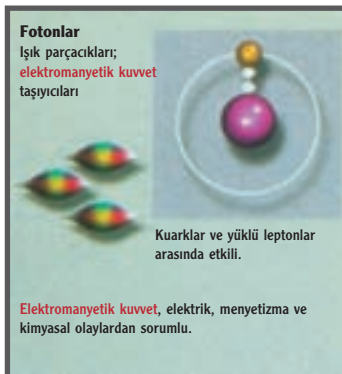 Fotonlar
Işık parçacıkları;
elektromanyetik kuvvet
taşıyıcıları
Kuarklar ve yüklü leptonlar
arasında etkili.
Elektromanyetik kuvvet, elektrik, menyetizma ve
kimyasal olaylardan sorumlu.